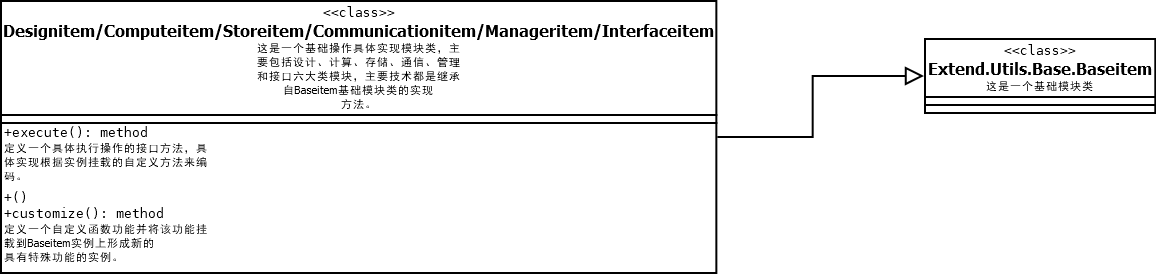 <<class>>
Designitem/Computeitem/Storeitem/Communicationitem/Manageritem/Interfaceitem
这是一个基础操作具体实现模块类，主
要包括设计、计算、存储、通信、管理
和接口六大类模块，主要技术都是继承
自Baseitem基础模块类的实现
方法。
+execute(): method
定义一个具体执行操作的接口方法，具
体实现根据实例挂载的自定义方法来编
码。
+()
+customize(): method
定义一个自定义函数功能并将该功能挂
载到Baseitem实例上形成新的
具有特殊功能的实例。
<<class>>
Extend.Utils.Base.Baseitem
这是一个基础模块类